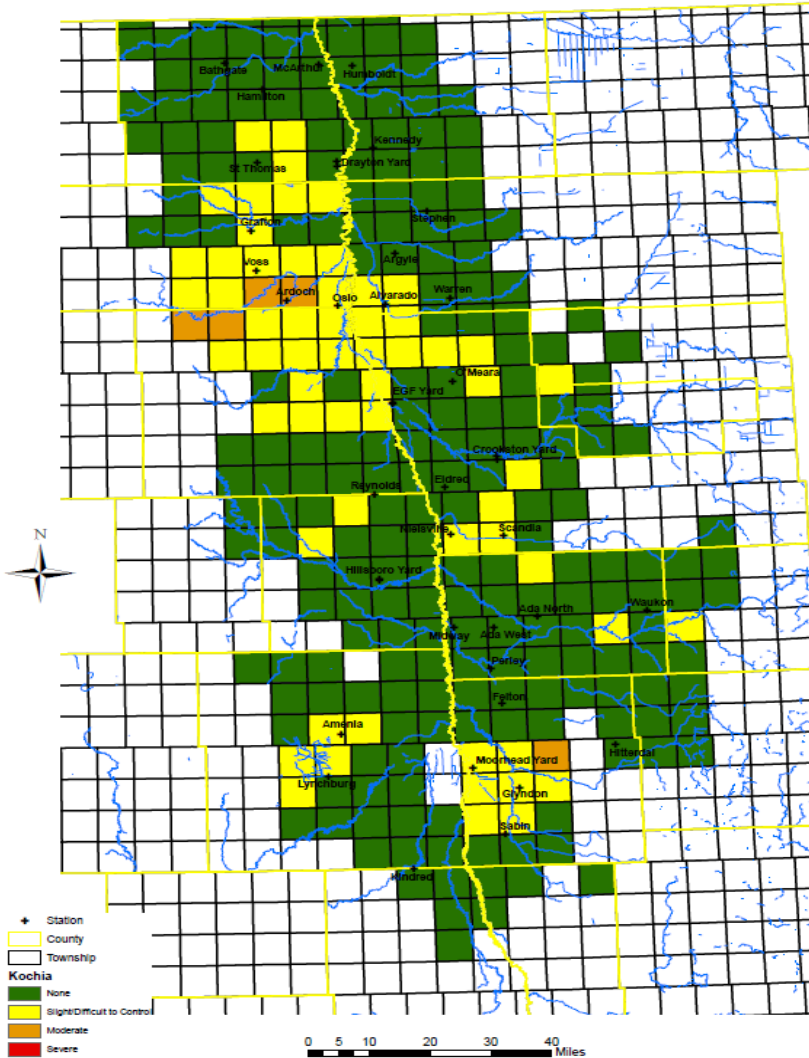 Bathgate
McArthur
Humboldt
Hamilton
Kennedy
St Thomas
Drayton Yard
Stephen
Grafton
Argyle
Voss
Ardoch
Oslo
Alvarado
Warren
O'Meara
EGF Yard
Crookston Yard
Reynolds
Eldred
Nielsville
Scandia
N
Hillsboro Yard
Ada North
Waukon
Midway
Ada West
Perley
Felton
Amenia
Hitterdal
Moorhead Yard
Lynchburg
Glyndon
Sabin
Kindred
Station
County
Township
Kochia
None
Slight/Difficult to Control
Moderate
Severe
0 5 10 20 30 40
Miles